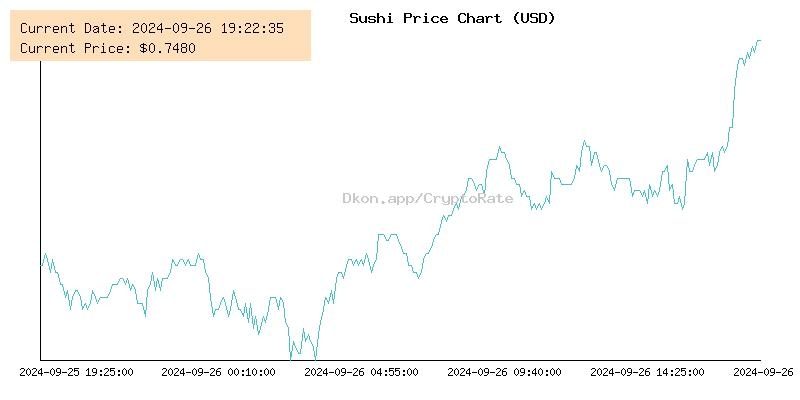 Sushi Price Chart (USD)
Current Date: 2024-09-26 19:22:35
Current Price: $0.7480
Dkon.app/CryptoRate
2024-09-25 19:25:00 2024-09-26 00:10:00 2024-09-26 04:55:00 2024-09-26 09:40:00 2024-09-26 14:25:00 2024-09-26